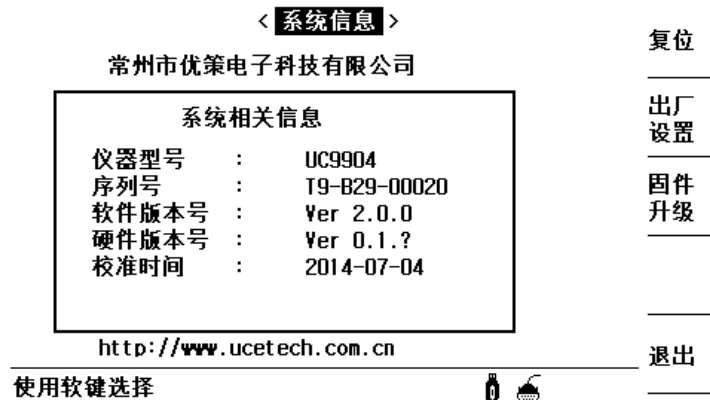 < 系统信息 >
常州市优策电子科技有限公司
系统相关信息
仪器型号 : UC9904
序列号 : T9-B29-00020
软件版本号 : Ver 2.0.0
硬件版本号 : Ver 0.1.?
校准时间 : 2014-07-04
http://www.ucetech.com.cn
使用软键选择
复位
出厂
设置
固件
升级
退出